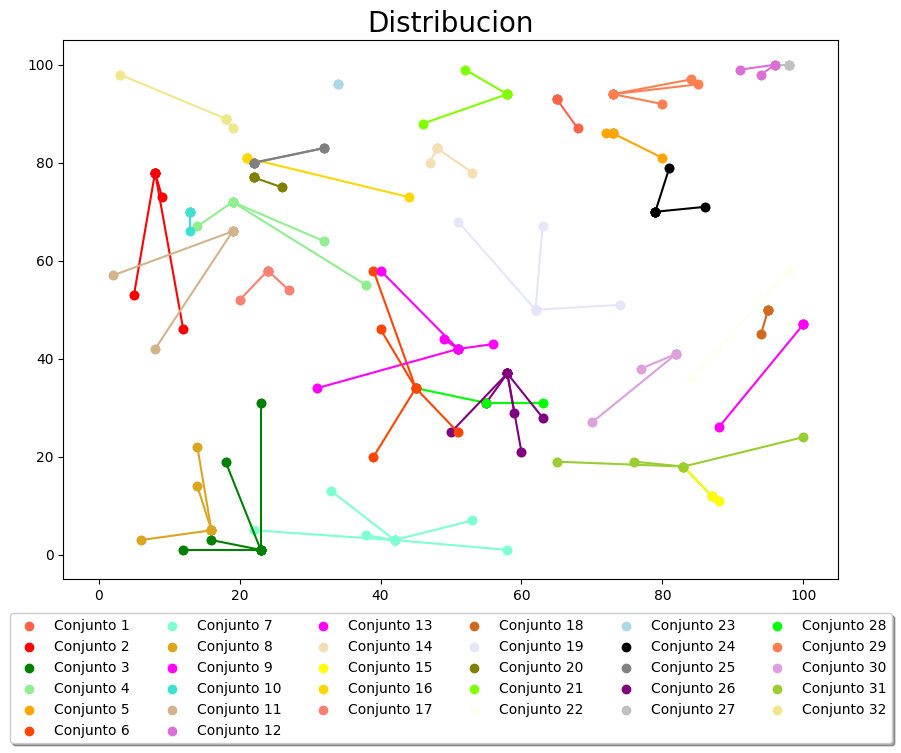 Distribucion
100
80
60
40
20
0
0 20 40 60 80 100
Conjunto 1 Conjunto 7 Conjunto 13 Conjunto 18 Conjunto 23 Conjunto 28
Conjunto 2 Conjunto 8 Conjunto 14 Conjunto 19 Conjunto 24 Conjunto 29
Conjunto 3 Conjunto 9 Conjunto 15 Conjunto 20 Conjunto 25 Conjunto 30
Conjunto 4 Conjunto 10 Conjunto 16 Conjunto 21 Conjunto 26 Conjunto 31
Conjunto 5 Conjunto 11 Conjunto 17 Conjunto 22 Conjunto 27 Conjunto 32
Conjunto 6 Conjunto 12